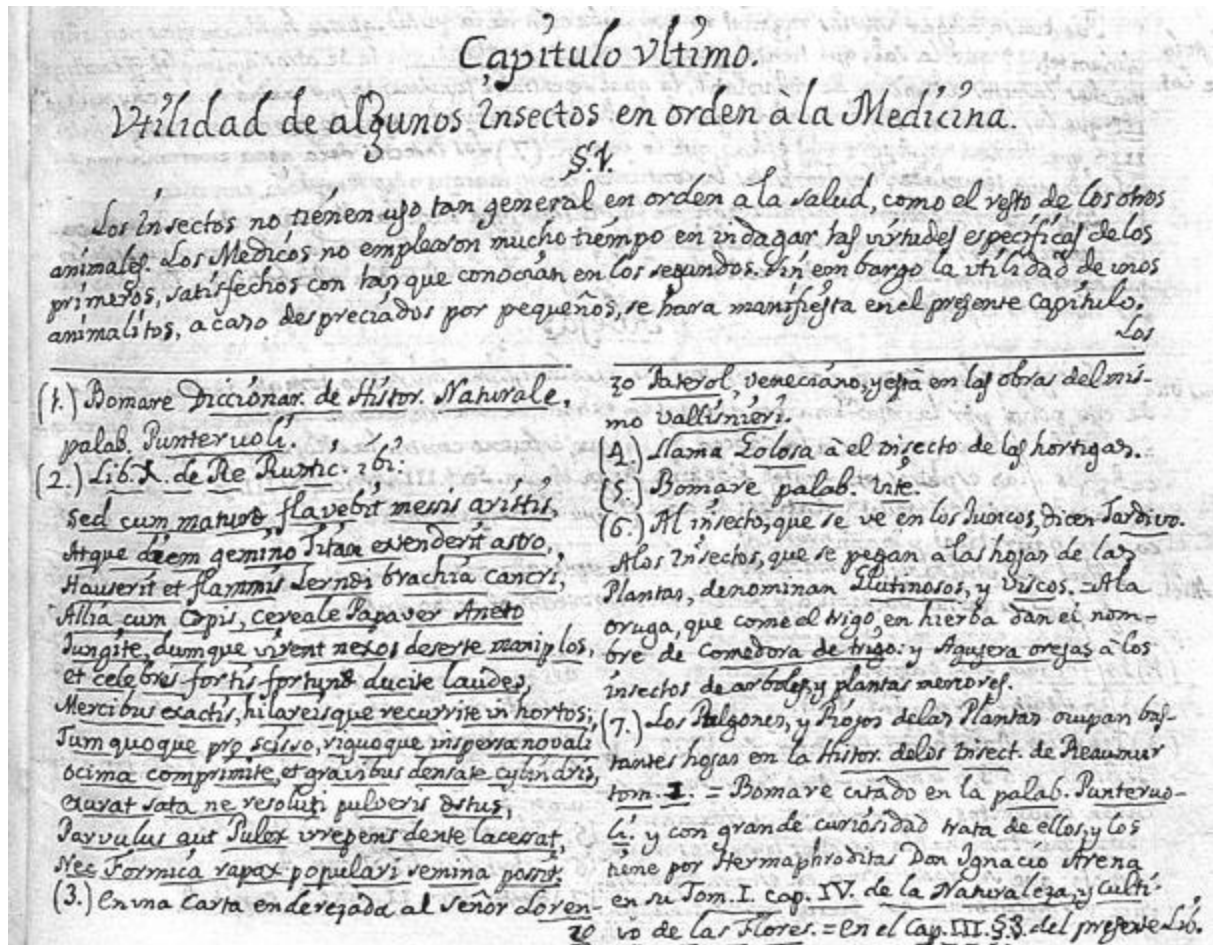 Capitulo Vltimo.
Vtilidad de algunos Insectos en orden a la Medicina.
§.1.
Los Insectos no tienen uso tan general en orden a la salud, como el resto de los otros
animales. Los Medicos no emplearon mucho tiempo en indagar las virtudes especificas de los
primeros, satisfechos con las que conocian en los segundos. Sin embargo la utilidad de unos
animalitos, acaso despreciados por pequeños, se hara manifiesta en el presente Capitulo.
Los
(1.) Bomare Diccionar. de Histor. Naturale,
palab. Punteruoli.
(2.) Lib. X. de Re Rustic. ibi:
Sed cum maturis flavebit messis aristis,
Atque diem gemino Titan extenderit astro,
Hauserit et flammis Lernæi brachia cancri,
Allia cum Cepis, cereale Papaver Aneto
Jungite, dumque virent nexos deferte maniplos,
et celebres fortis fortunæ dicite laudes,
Mercibus exactis, hilareisque recurrite in hortos;
Tum quoque pro scisso, riguoque inspersa novali
Ocima comprimite, et gravibus densate cylindris,
exurat sata ne resoluti pulveris æstus,
Parvulus aut Pulex irrepens dente lacessat,
Nec Formica rapax populari semina possit.
(3.) En una Carta enderezada al señor Loren-
zo
zo Paterol, veneciano, y esta en las obras del mis-
mo Vallisnieri.
(4.) Llama Golosa â el insecto de las hortigas.
(5.) Bomare palab. vite.
(6.) Al insecto, que se ve en los Juncos, dicen Tardivo.
A los Insectos, que se pegan a las hojas de las
Plantas, denominan Glutinosos, y viscos. = A la
oruga, que come el trigo, en hierba dan el nom-
bre de Comedora de trigo: y Agujera orejas â los
insectos de arboles, y plantas menores.
(7.) Los Pulgones, y Piojos de las Plantas ocupan bas-
tantes hojas en la Histor. de los Insect. de Reaumur
tom. I. = Bomare citado en la palab. Punteruo-
li. y con grande curiosidad trata de ellos, y los
tiene por Hermaphroditas Don Ignacio Arena
en su Tom. I. cap. IV. de la Naturaleza, y Culti-
vo de las Flores. = En el Cap. III. §.3. del presente Lib.